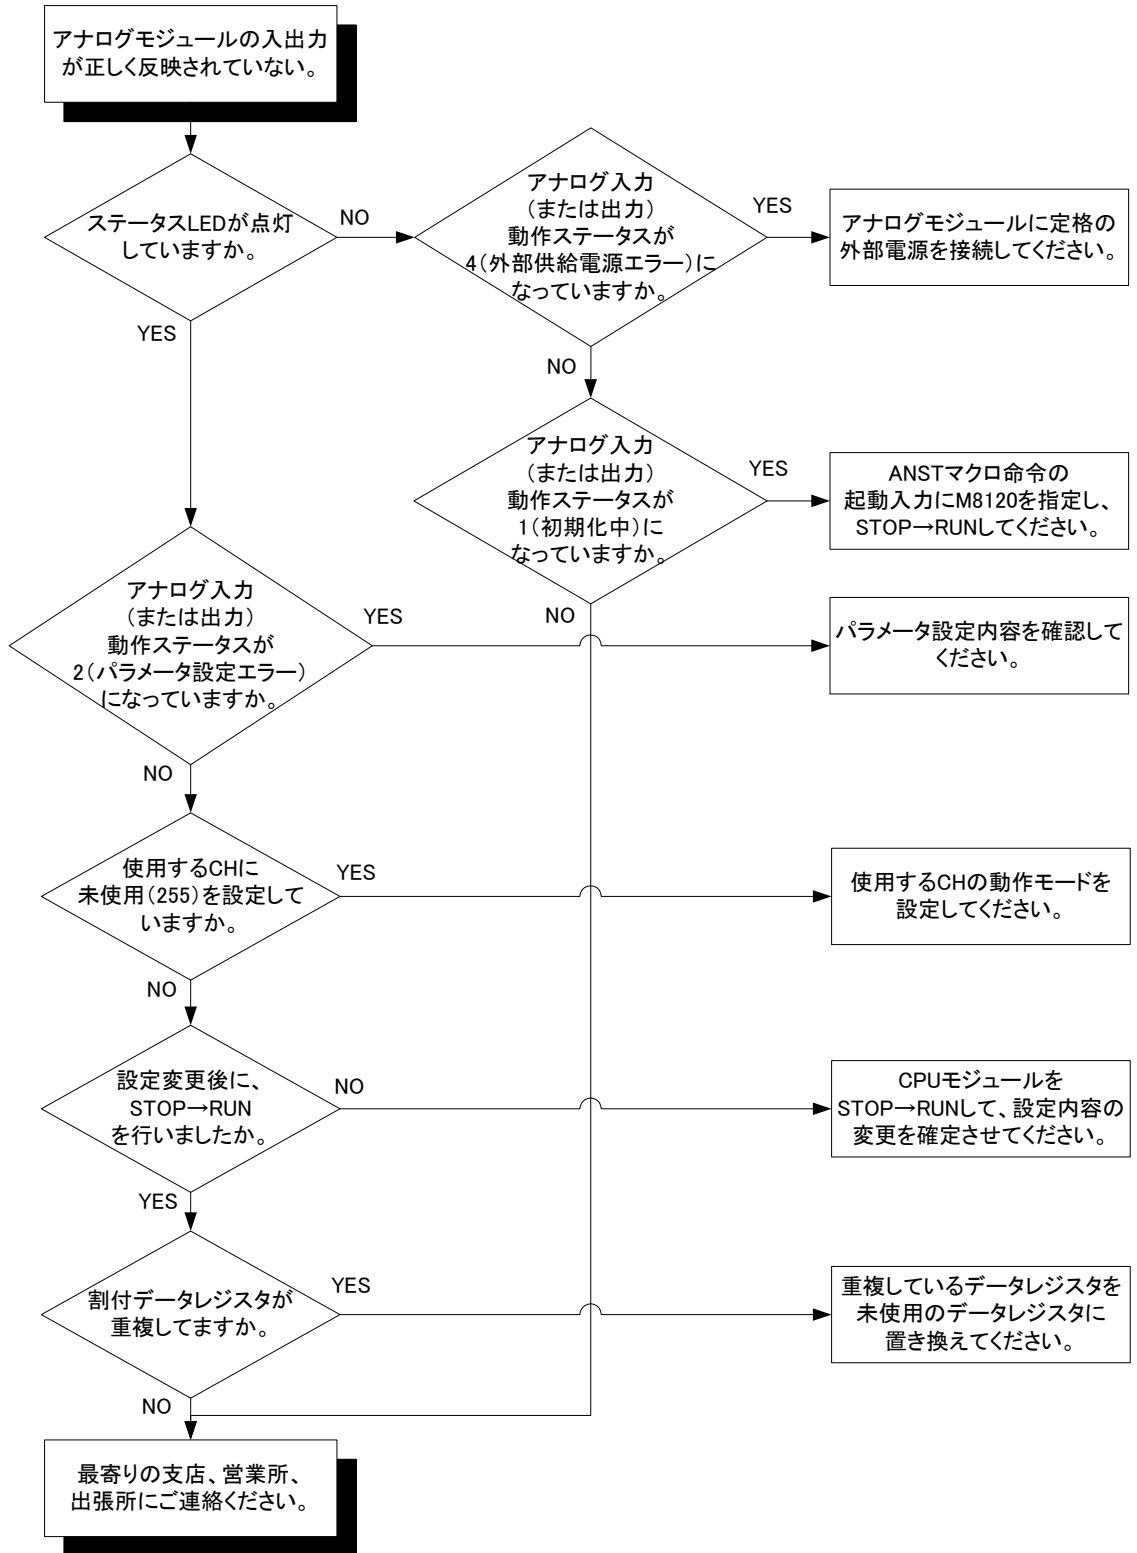 アナログモジュールの入出力
が正しく反映されていない。
ステータスLEDが点灯
していますか。
NO
アナログ入力
（または出力）
動作ステータスが
4（外部供給電源エラー）に
なっていますか。
YES
アナログモジュールに定格の
外部電源を接続してください。
YES
NO
アナログ入力
（または出力）
動作ステータスが
1（初期化中）に
なっていますか。
YES
ANSTマクロ命令の
起動入力にM8120を指定し、
STOP→RUNしてください。
NO
アナログ入力
（または出力）
動作ステータスが
2（パラメータ設定エラー）
になっていますか。
YES
パラメータ設定内容を確認して
ください。
NO
使用するCHに
未使用（255）を設定して
いますか。
YES
使用するCHの動作モードを
設定してください。
NO
設定変更後に、
STOP→RUN
を行いましたか。
NO
CPUモジュールを
STOP→RUNして、設定内容の
変更を確定させてください。
YES
割付データレジスタが
重複してますか。
YES
重複しているデータレジスタを
未使用のデータレジスタに
置き換えてください。
NO
最寄りの支店、営業所、
出張所にご連絡ください。